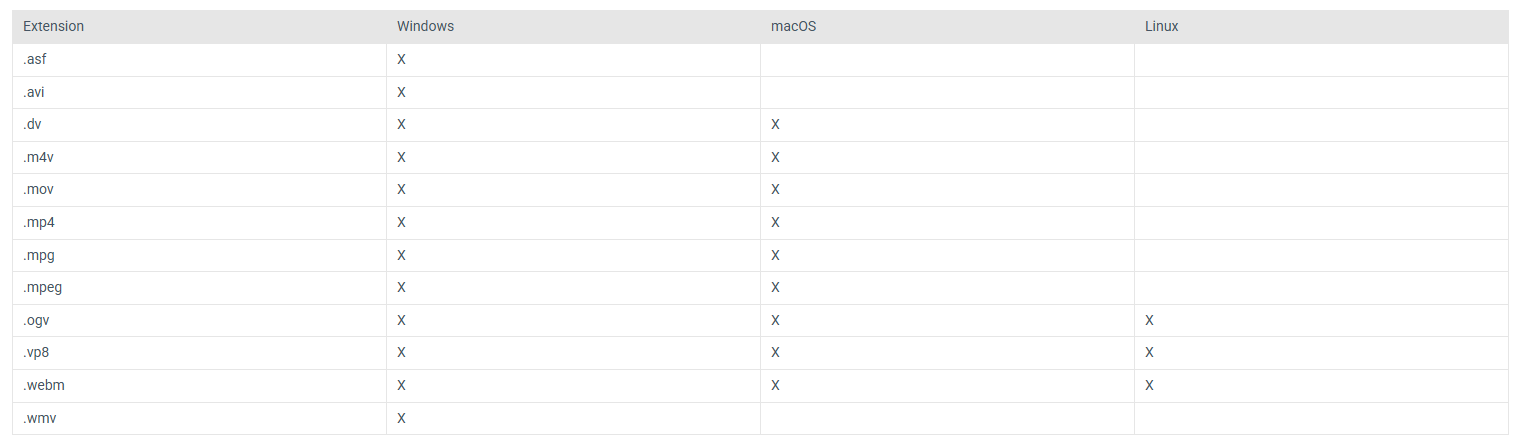 Extension Windows macOS Linux
.asf X
.avi X
.dv X X
.m4v X X
.mov X X
.mp4 X X
.mpg X X
.mpeg X X
.ogv X X X
.vp8 X X X
.webm X X X
.wmv X